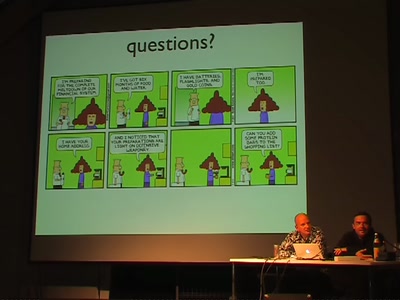 questions?
I'M PREPARING
FOR THE COMPLETE
MELTDOWN OF OUR
FINANCIAL SYSTEM.
I'VE GOT SIX
MONTHS OF FOOD
AND WATER.
I HAVE BATTERIES,
FLASHLIGHTS, AND
GOLD COINS.
I'M
PREPARED
TOO.
I HAVE YOUR
HOME ADDRESS.
AND I NOTICED THAT
YOUR PREPARATIONS ARE
LIGHT ON DEFENSIVE
WEAPONRY.
CAN YOU ADD
SOME PROTEIN
BARS TO THE
SHOPPING LIST?